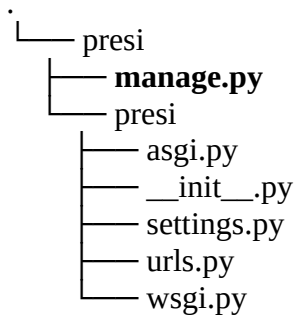 .
└── presi
├── manage.py
└── presi
├── asgi.py
├── __init__.py
├── settings.py
├── urls.py
└── wsgi.py